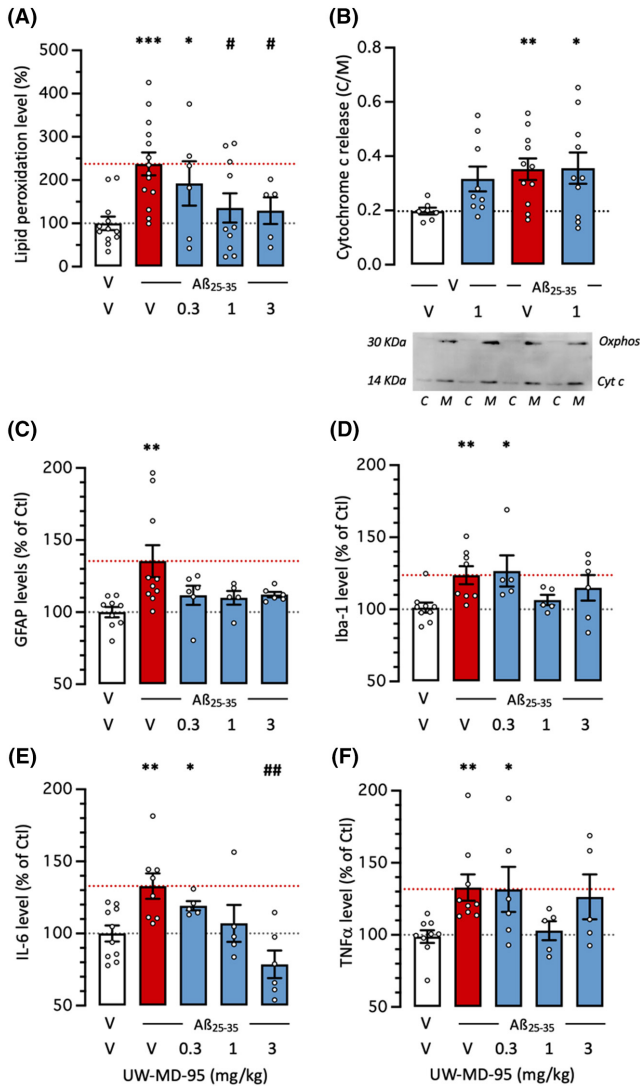 (A)
Lipid peroxidation level (%)
500
400
300
200
100
0
*** * # #
V
V V 0.3 1 3
Aß25-35
(B)
Cytochrome c release (C/M)
0.8
0.6
0.4
0.2
0.0
** *
V Aß25-35
V 1 V 1
30 KDa Oxphos
14 KDa Cyt c
C M C M C M C M
(C)
GFAP levels (% of Ctl)
200
150
100
50
**
V Aß25-35
V V 0.3 1 3
(D)
Iba-1 level (% of Ctl)
200
150
100
50
** *
V Aß25-35
V V 0.3 1 3
(E)
IL-6 level (% of Ctl)
200
150
100
50
** * ##
V Aß25-35
V V 0.3 1 3
UW-MD-95 (mg/kg)
(F)
TNFα level (% of Ctl)
200
150
100
50
** *
V Aß25-35
V V 0.3 1 3
UW-MD-95 (mg/kg)